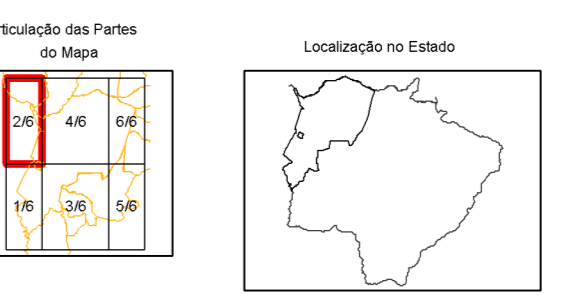 rticulação das Partes
do Mapa
Localização no Estado
2/6 4/6 6/6
1/6 3/6 5/6